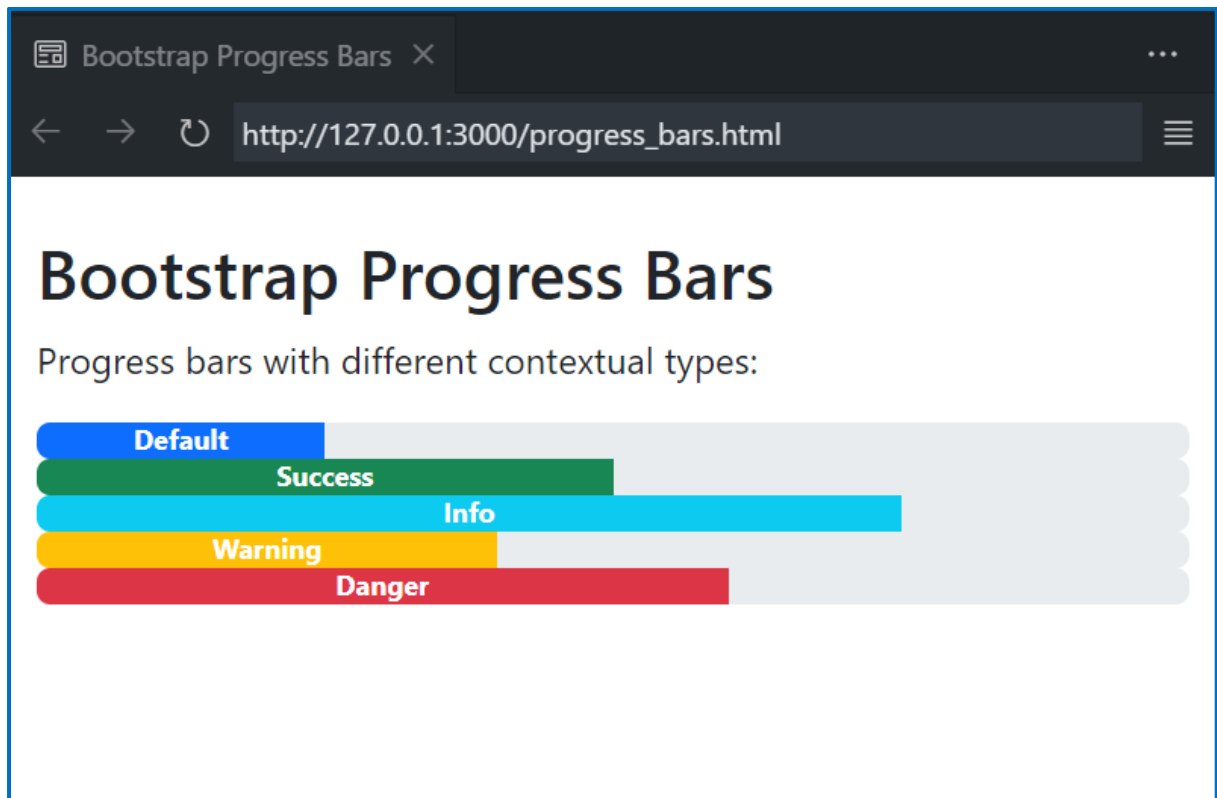 Bootstrap Progress Bars
http://127.0.0.1:3000/progress_bars.html
Bootstrap Progress Bars
Progress bars with different contextual types:
Default
Success
Info
Warning
Danger